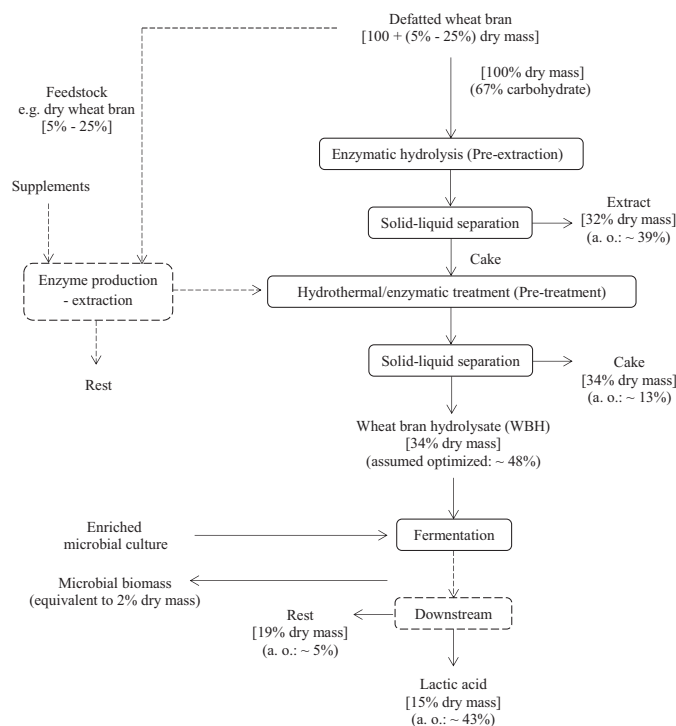 Defatted wheat bran
[100 + (5% - 25%) dry mass]
[100% dry mass]
(67% carbohydrate)
Feedstock
e.g. dry wheat bran
[5% - 25%]
Enzymatic hydrolysis (Pre-extraction)
Supplements
Solid-liquid separation
Extract
[32% dry mass]
(a. o.: ~ 39%)
Cake
Enzyme production
- extraction
Hydrothermal/enzymatic treatment (Pre-treatment)
Rest
Solid-liquid separation
Cake
[34% dry mass]
(a. o.: ~ 13%)
Wheat bran hydrolysate (WBH)
[34% dry mass]
(assumed optimized: ~ 48%)
Enriched
microbial culture
Fermentation
Microbial biomass
(equivalent to 2% dry mass)
Downstream
Rest
[19% dry mass]
(a. o.: ~ 5%)
Lactic acid
[15% dry mass]
(a. o.: ~ 43%)